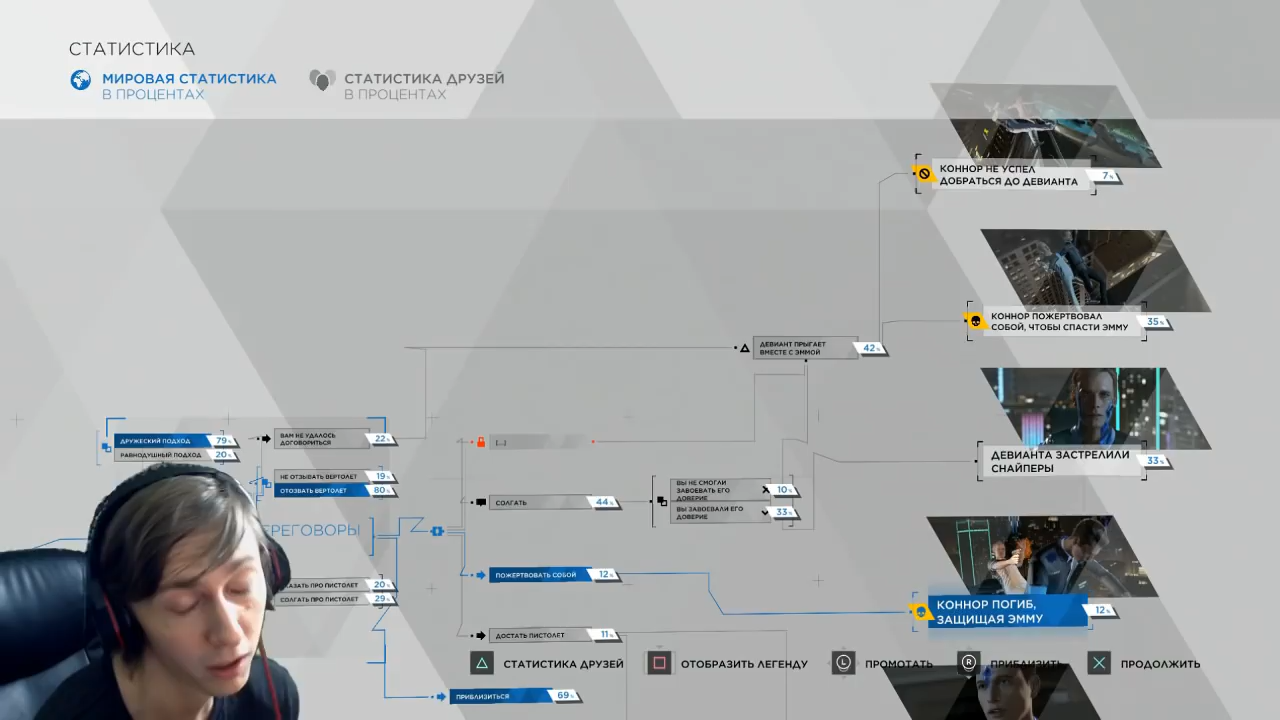 СТАТИСТИКА
МИРОВАЯ СТАТИСТИКА
В ПРОЦЕНТАХ
СТАТИСТИКА ДРУЗЕЙ
В ПРОЦЕНТАХ
КОННОР НЕ УСПЕЛ
ДОБРАТЬСЯ ДО ДЕВИАНТА
7%
КОННОР ПОЖЕРТВОВАЛ
СОБОЙ, ЧТОБЫ СПАСТИ ЭММУ
35%
ДЕВИАНТ ПРЫГАЕТ
ВМЕСТЕ С ЭММОЙ
42%
ДЕВИАНТА ЗАСТРЕЛИЛИ
СНАЙПЕРЫ
33%
ДРУЖЕСКИЙ ПОДХОД 79%
РАВНОДУШНЫЙ ПОДХОД 20%
ВАМ НЕ УДАЛОСЬ
ДОГОВОРИТЬСЯ
22%
[...]
НЕ ОТЗЫВАТЬ ВЕРТОЛЕТ 19%
ОТОЗВАТЬ ВЕРТОЛЕТ 80%
СОЛГАТЬ 44%
ВЫ НЕ СМОГЛИ
ЗАВОЕВАТЬ ЕГО
ДОВЕРИЕ
10%
ВЫ ЗАВОЕВАЛИ ЕГО
ДОВЕРИЕ
33%
ЕРЕГОВОРЫ
ПОЖЕРТВОВАТЬ СОБОЙ 12%
КАЗАТЬ ПРО ПИСТОЛЕТ 20%
СОЛГАТЬ ПРО ПИСТОЛЕТ 29%
КОННОР ПОГИБ,
ЗАЩИЩАЯ ЭММУ
12%
ДОСТАТЬ ПИСТОЛЕТ 11%
СТАТИСТИКА ДРУЗЕЙ
ОТОБРАЗИТЬ ЛЕГЕНДУ
L ПРОМОТАТЬ
R ПРИБЛИЗИТЬ
ПРОДОЛЖИТЬ
ПРИБЛИЗИТЬСЯ 69%